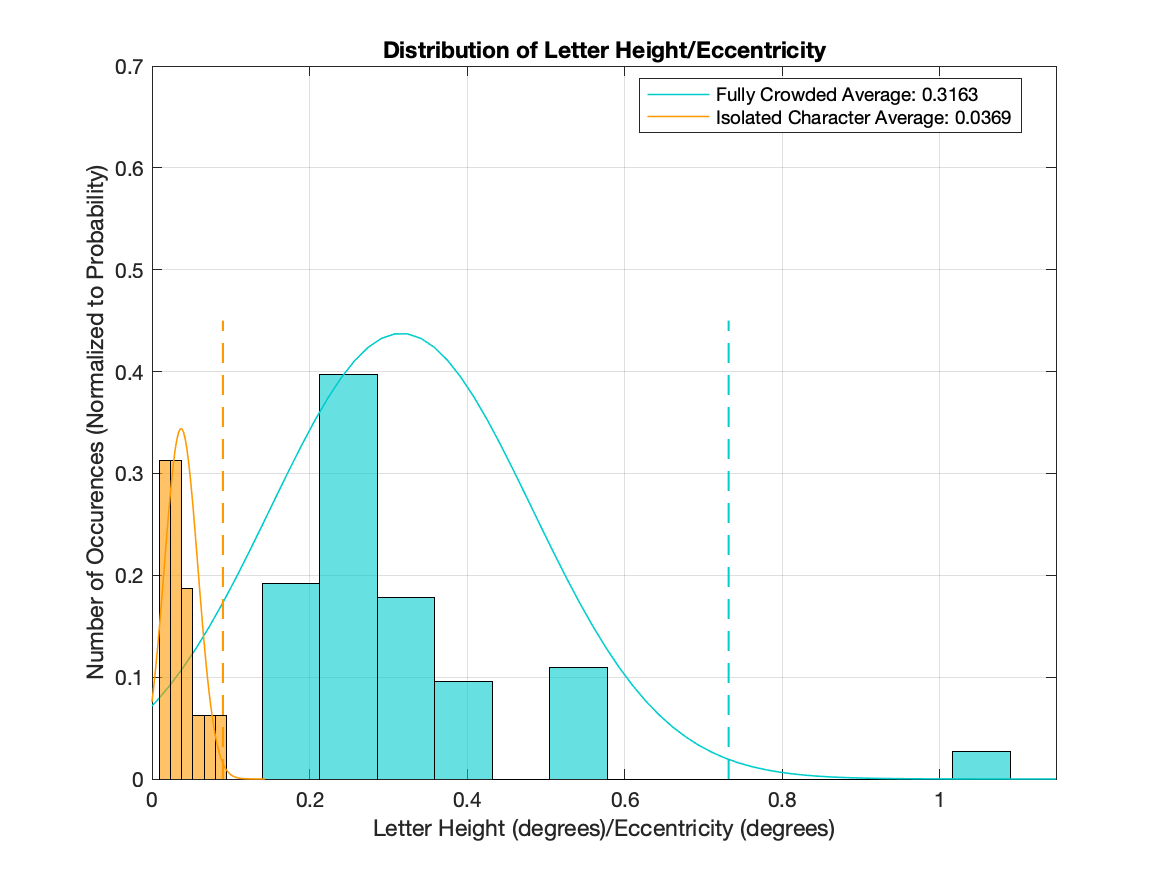 Distribution of Letter Height/Eccentricity
Fully Crowded Average: 0.3163
Isolated Character Average: 0.0369
Number of Occurences (Normalized to Probability)
0.7
0.6
0.5
0.4
0.3
0.2
0.1
0
0 0.2 0.4 0.6 0.8 1
Letter Height (degrees)/Eccentricity (degrees)